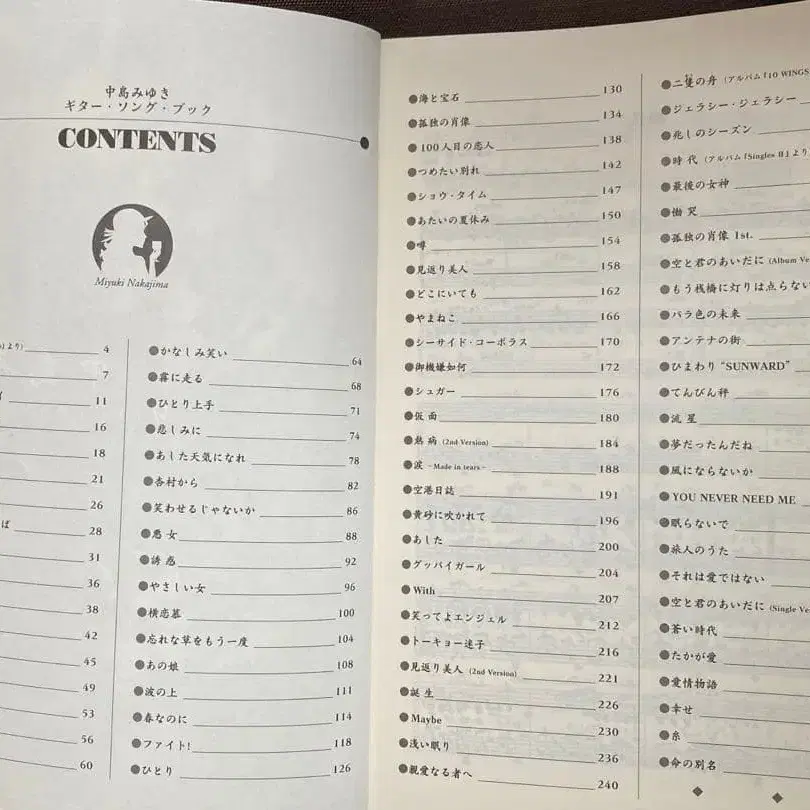 中島みゆき
ギター・ソング・ブック
CONTENTS
Miyuki Nakajima
より) 4
7
11
16
18
21
26
ば 28
31
36
38
42
45
49
53
56
60
●かなしみ笑い 64
●霧に走る 68
●ひとり上手 71
●悲しみに 74
●あした天気になれ 78
●杏村から 82
●笑わせるじゃないか 86
●悪女 88
●誘惑 92
●やさしい女 96
●横恋慕 100
●忘れな草をもう一度 104
●あの娘 108
●波の上 111
●春なのに 114
●ファイト! 118
●ひとり 126
●海と宝石 130
●孤独の肖像 134
●100人目の恋人 138
●つめたい別れ 142
●ショウ・タイム 147
●あたいの夏休み 150
●噂 154
●見返り美人 158
●どこにいても 162
●やまねこ 166
●シーサイド・コーポラス 170
●御機嫌如何 172
●シュガー 176
●仮面 180
●熱病 (2nd Version) 184
●涙 －Made in tears－ 188
●空港日誌 191
●黄砂に吹かれて 196
●あした 200
●グッバイガール 204
●With 207
●笑ってよエンジェル 212
●トーキョー迷子 216
●見返り美人 (2nd Version) 221
●誕生 226
●Maybe 230
●浅い眠り 236
●親愛なる者へ 240
●二隻の舟 (アルバム「10 WINGS
●ジェラシー・ジェラシー
●兆しのシーズン
●時代 (アルバム「Singles II」より
●最後の女神
●慟哭
●孤独の肖像 1st.
●空と君のあいだに (Album Ve
●もう桟橋に灯りは点らない
●バラ色の未来
●アンテナの街
●ひまわり “SUNWARD”
●てんびん秤
●流星
●夢だったんだね
●風にならないか
●YOU NEVER NEED ME
●眠らないで
●旅人のうた
●それは愛ではない
●空と君のあいだに (Single Ve
●蒼い時代
●たかが愛
●愛情物語
●幸せ
●糸
●命の別名